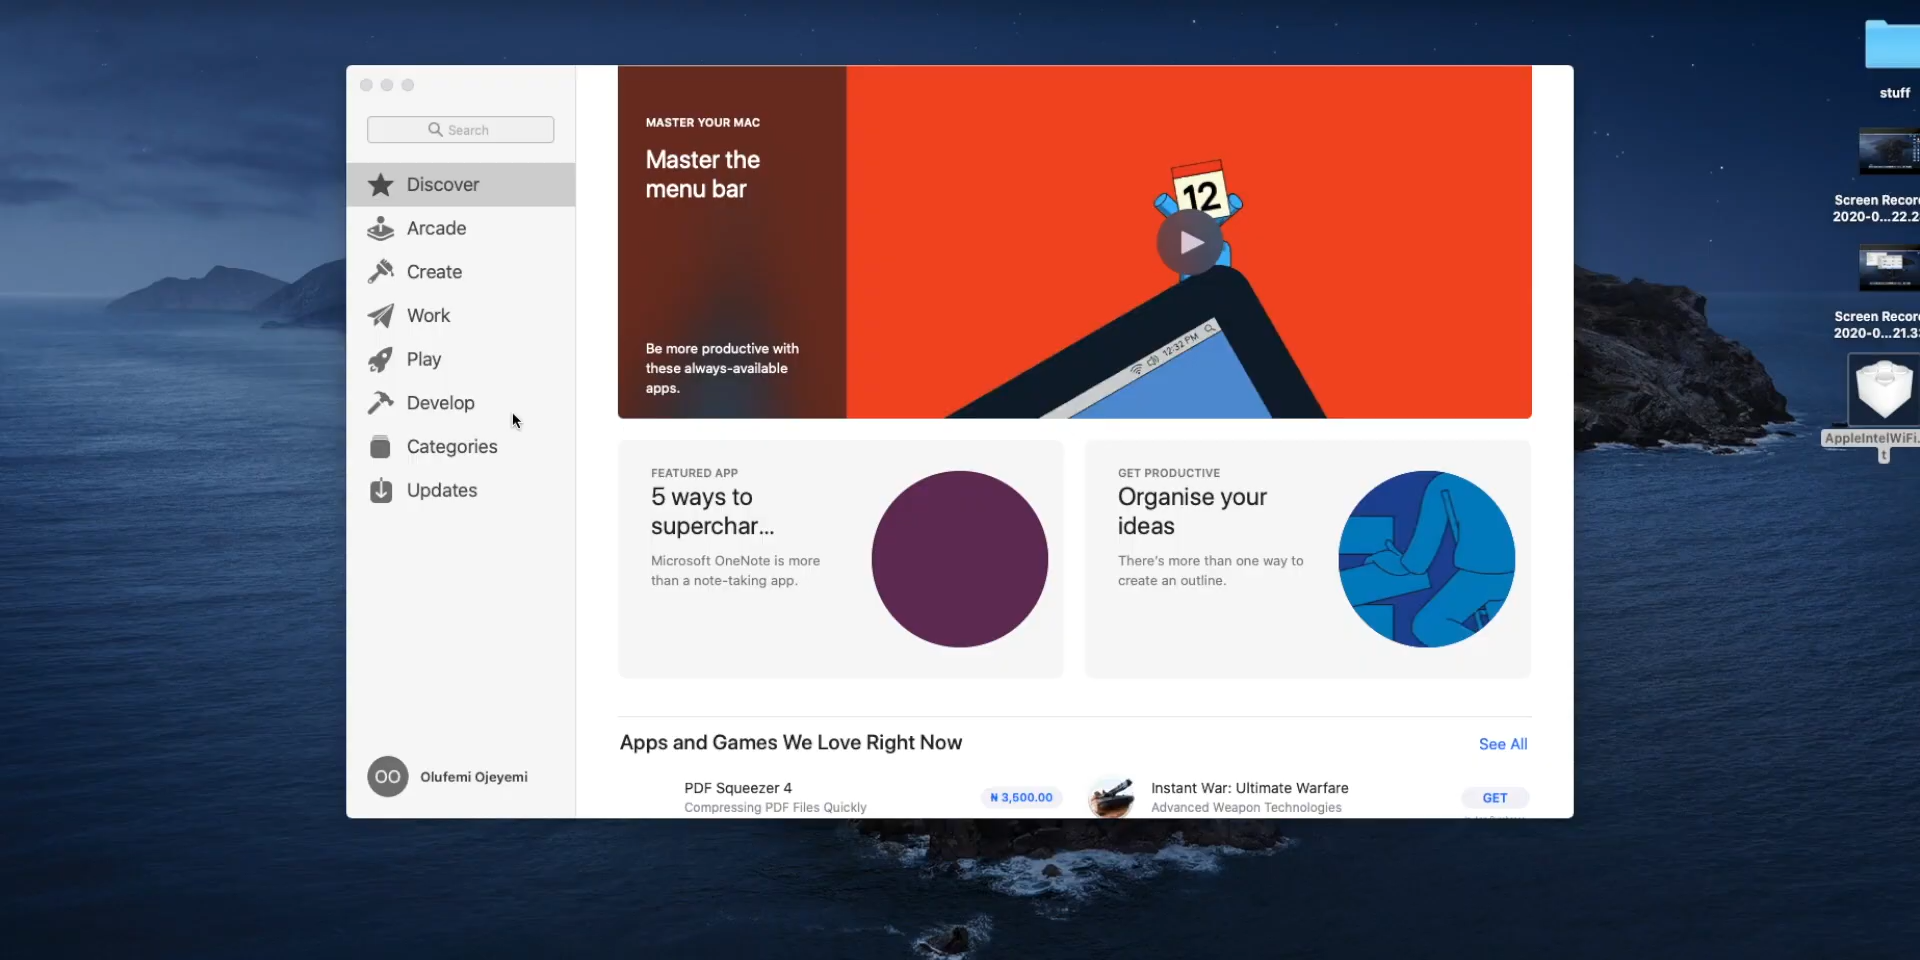 Search
Discover
Arcade
Create
Work
Play
Develop
Categories
Updates
OO
Olufemi Ojeyemi
MASTER YOUR MAC
Master the
menu bar
Be more productive with
these always-available
apps.
12
12:32 PM
FEATURED APP
5 ways to
superchar...
Microsoft OneNote is more
than a note-taking app.
GET PRODUCTIVE
Organise your
ideas
There's more than one way to
create an outline.
Apps and Games We Love Right Now
See All
PDF Squeezer 4
Compressing PDF Files Quickly
₦ 3,500.00
Instant War: Ultimate Warfare
Advanced Weapon Technologies
GET
stuff
Screen Recor
2020-0...22.2
Screen Recor
2020-0...21.3
AppleIntelWiFi.
t